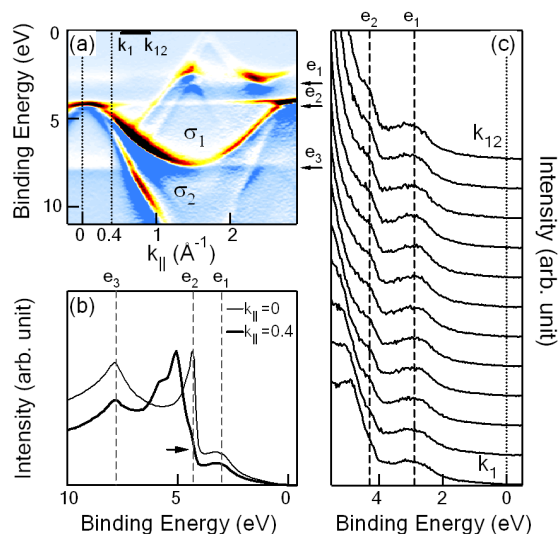 (a)
k₁ k₁₂
0
5
10
Binding Energy (eV)
σ₁
σ₂
e₁
e₂
e₃
0 0.4 1 2
k∥ (Å⁻¹)
(b)
e₃ e₂ e₁
k∥=0
k∥=0.4
Intensity (arb. unit)
10 5 0
Binding Energy (eV)
e₂ e₁
(c)
k₁₂
k₁
Intensity (arb. unit)
4 2 0
Binding Energy (eV)